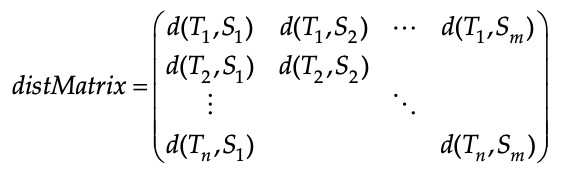 d(T₁,S₁) d(T₁,S₂) ⋯ d(T₁,Sₘ)
d(T₂,S₁) d(T₂,S₂)
distMatrix =
⋮ ⋱
d(Tₙ,S₁) d(Tₙ,Sₘ)